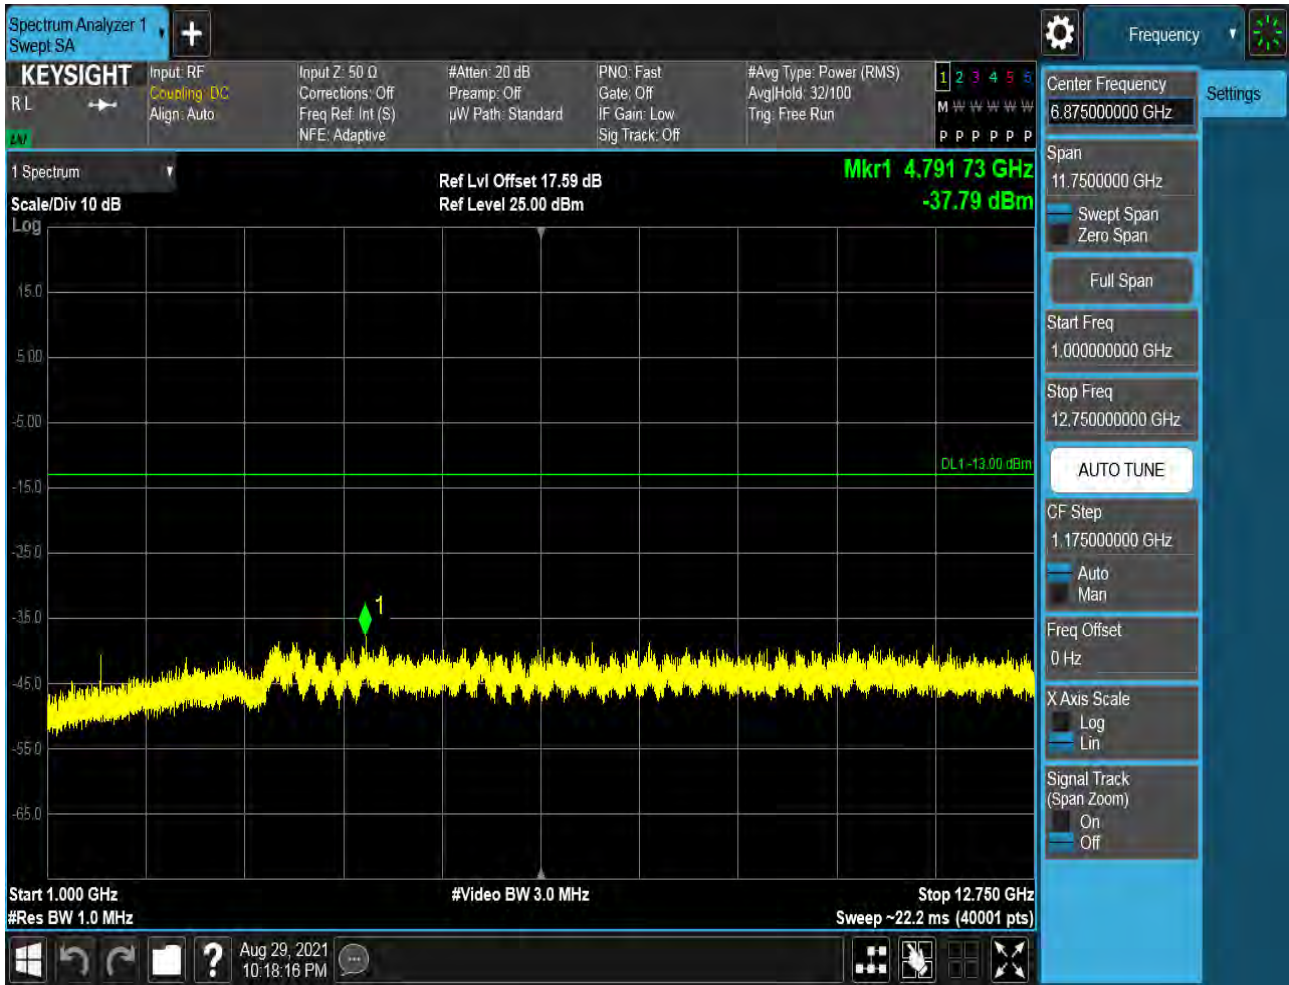 Spectrum Analyzer 1
Swept SA
Frequency
KEYSIGHT
R L
LNI
Input: RF
Coupling: DC
Align: Auto
Input Z: 50 Ω
Corrections: Off
Freq Ref: Int (S)
NFE: Adaptive
#Atten: 20 dB
Preamp: Off
µW Path: Standard
PNO: Fast
Gate: Off
IF Gain: Low
Sig Track: Off
#Avg Type: Power (RMS)
Avg|Hold: 32/100
Trig: Free Run
1 2 3 4 5 6
M W W W W W
P P P P P P
1 Spectrum
Scale/Div 10 dB
Log
Ref Lvl Offset 17.59 dB
Ref Level 25.00 dBm
Mkr1 4.791 73 GHz
-37.79 dBm
15.0
5.00
-5.00
DL1 -13.00 dBm
-15.0
-25.0
1
-35.0
-45.0
-55.0
-65.0
Start 1.000 GHz
#Res BW 1.0 MHz
#Video BW 3.0 MHz
Stop 12.750 GHz
Sweep ~22.2 ms (40001 pts)
Center Frequency
6.875000000 GHz
Settings
Span
11.7500000 GHz
Swept Span
Zero Span
Full Span
Start Freq
1.000000000 GHz
Stop Freq
12.750000000 GHz
AUTO TUNE
CF Step
1.175000000 GHz
Auto
Man
Freq Offset
0 Hz
X Axis Scale
Log
Lin
Signal Track
(Span Zoom)
On
Off
?
Aug 29, 2021
10:18:16 PM